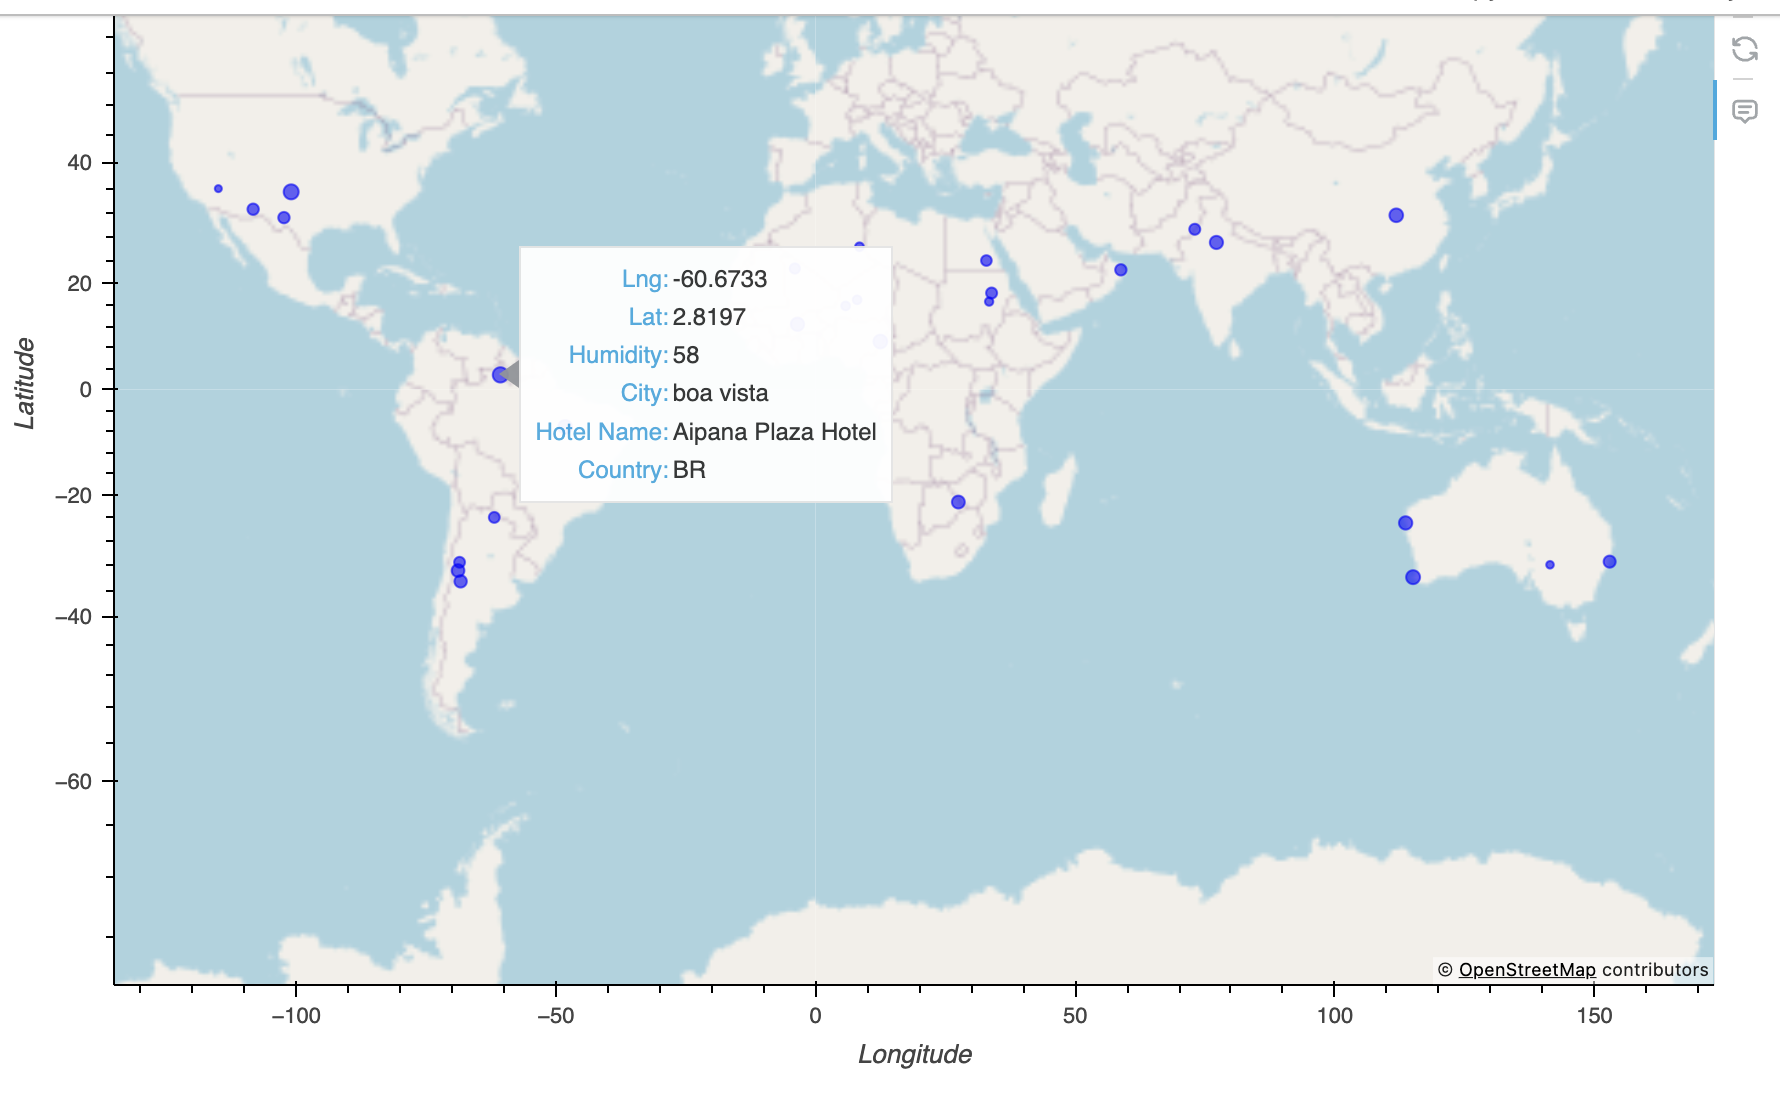 40
20
0
−20
−40
−60
Latitude
Lng: -60.6733
Lat: 2.8197
Humidity: 58
City: boa vista
Hotel Name: Aipana Plaza Hotel
Country: BR
© OpenStreetMap contributors
−100
−50
0
50
100
150
Longitude